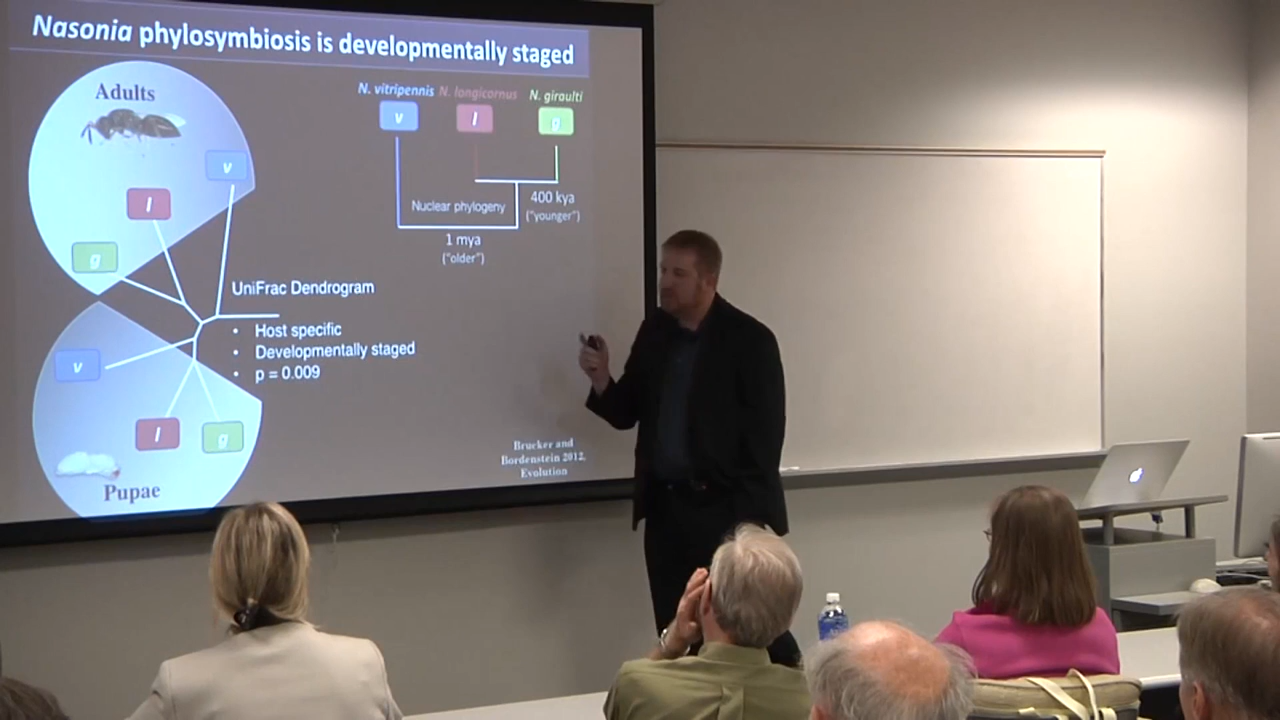 Nasonia phylosymbiosis is developmentally staged
Adults
v
l
g
N. vitripennis N. longicornus N. giraulti
v l g
Nuclear phylogeny
400 kya
("younger")
1 mya
("older")
UniFrac Dendrogram
• Host specific
• Developmentally staged
• p = 0.009
v
l
g
Pupae
Brucker and
Bordenstein 2012,
Evolution